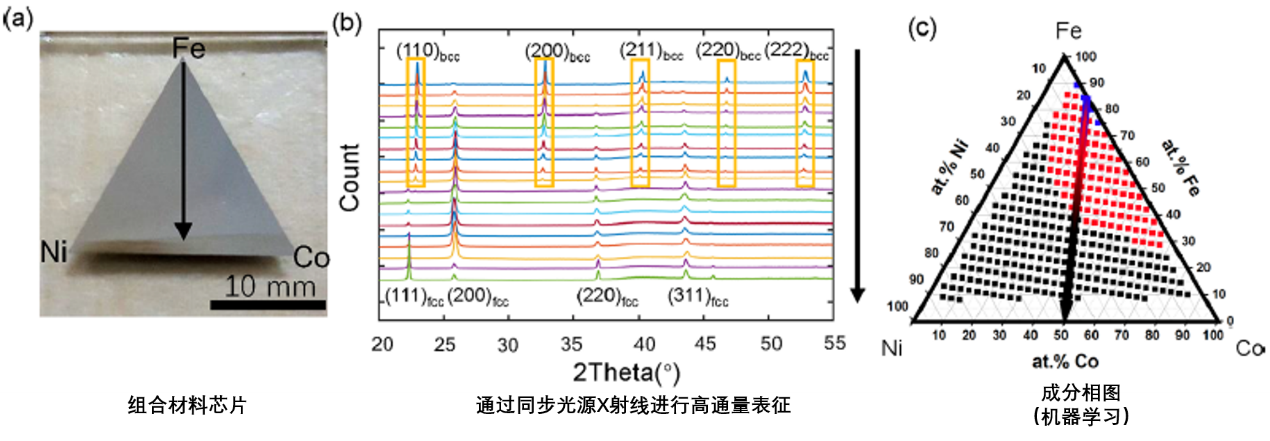 (a)
Fe
Ni
Co
10 mm
(b)
(110)bcc
(200)bcc
(211)bcc
(220)bcc
(222)bcc
Count
(111)fcc
(200)fcc
(220)fcc
(311)fcc
20
25
30
35
40
45
50
55
2Theta(°)
(c)
Fe
10
20
30
40
50
60
70
80
90
100
at.% Ni
100
90
80
70
60
50
40
30
20
10
0
at.% Fe
10
20
30
40
50
60
70
80
90
100
Ni
at.% Co
Co
组合材料芯片
通过同步光源X射线进行高通量表征
成分相图
(机器学习)